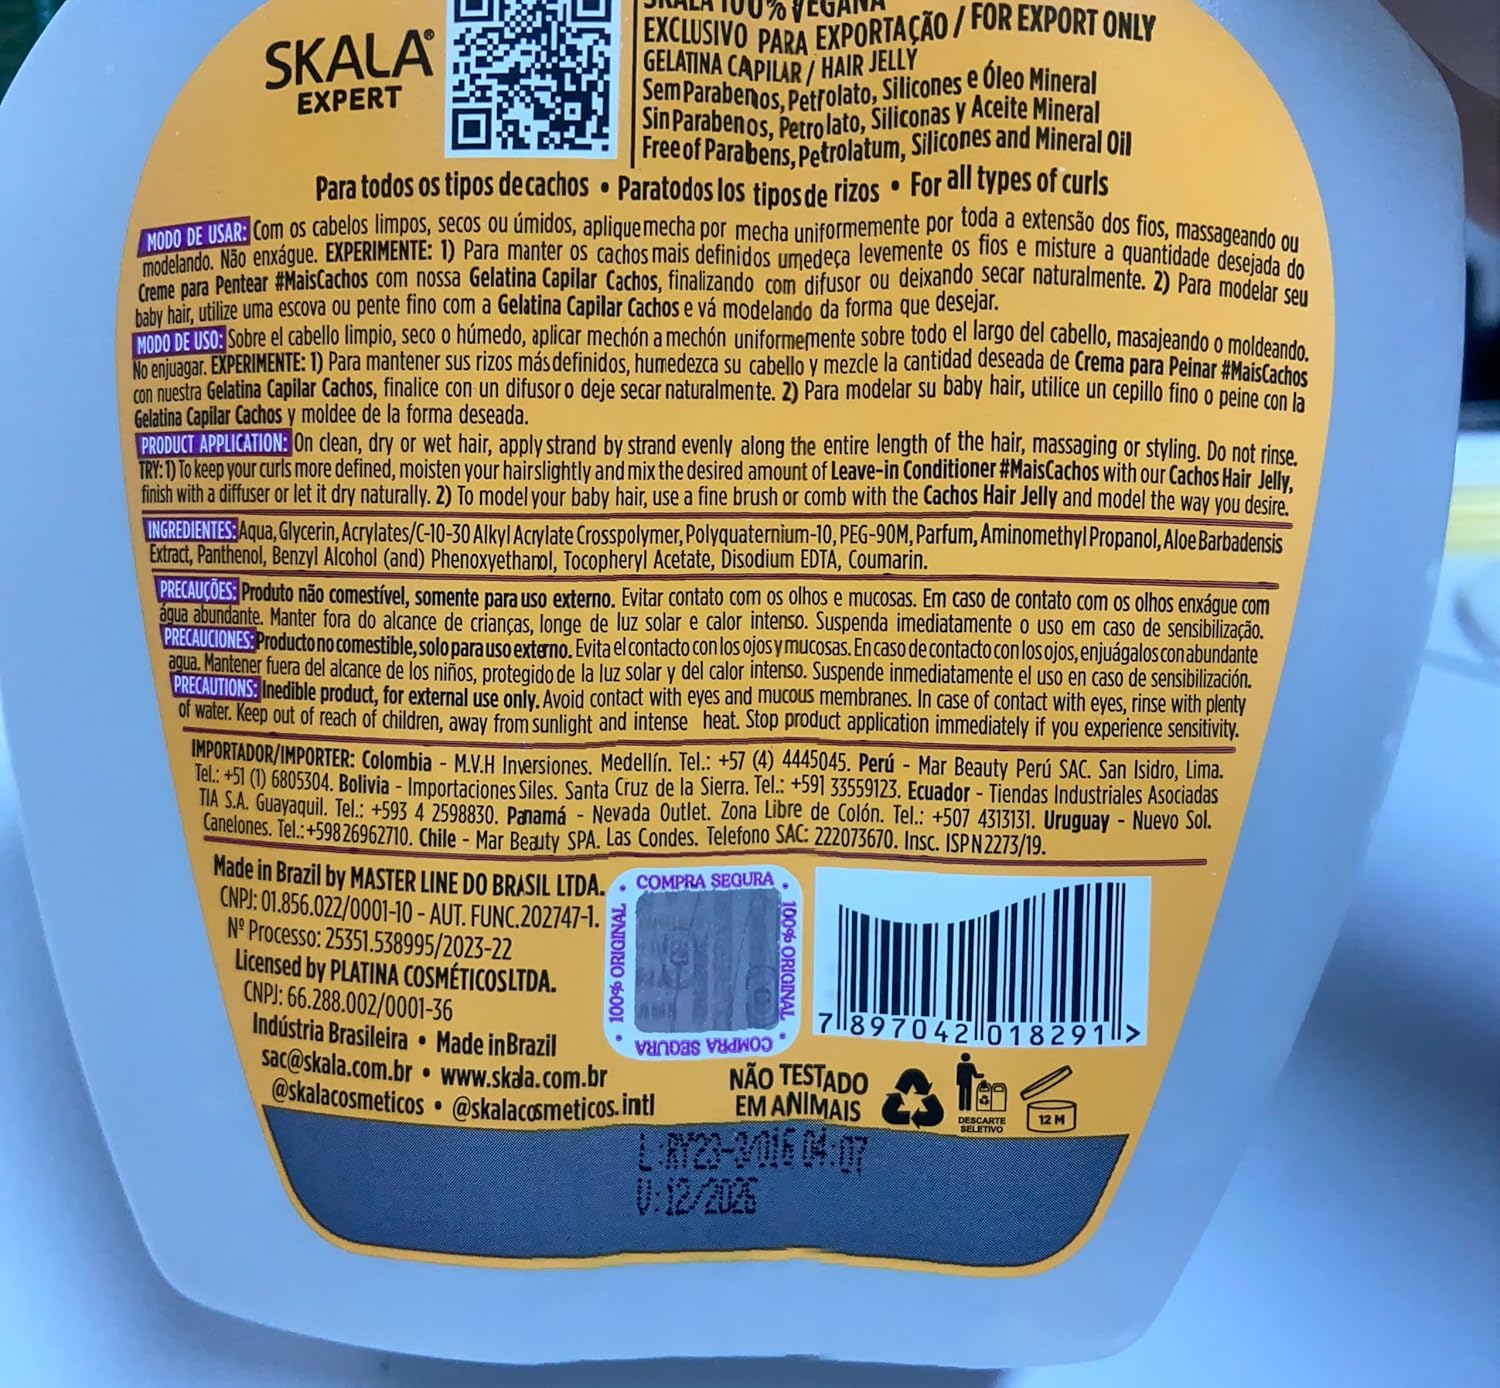 SKALA®
EXPERT
SKALA 100% VEGANA
EXCLUSIVO PARA EXPORTAÇÃO / FOR EXPORT ONLY
GELATINA CAPILAR / HAIR JELLY
Sem Parabenos, Petrolato, Silicones e Óleo Mineral
Sin Parabenos, Petrolato, Siliconas y Aceite Mineral
Free of Parabens, Petrolatum, Silicones and Mineral Oil
Para todos os tipos de cachos • Para todos los tipos de rizos • For all types of curls
MODO DE USAR: Com os cabelos limpos, secos ou úmidos, aplique mecha por mecha uniformemente por toda a extensão dos fios, massageando ou
modelando. Não enxágue. EXPERIMENTE: 1) Para manter os cachos mais definidos umedeça levemente os fios e misture a quantidade desejada do
Creme para Pentear #MaisCachos com nossa Gelatina Capilar Cachos, finalizando com difusor ou deixando secar naturalmente. 2) Para modelar seu
baby hair, utilize uma escova ou pente fino com a Gelatina Capilar Cachos e vá modelando da forma que desejar.
MODO DE USO: Sobre el cabello limpio, seco o húmedo, aplicar mechón a mechón uniformemente sobre todo el largo del cabello, masajeando o moldeando.
No enjuagar. EXPERIMENTE: 1) Para mantener sus rizos más definidos, humedezca su cabello y mezcle la cantidad deseada de Crema para Peinar #MaisCachos
con nuestra Gelatina Capilar Cachos, finalice con un difusor o deje secar naturalmente. 2) Para modelar su baby hair, utilice un cepillo fino o peine con la
Gelatina Capilar Cachos y moldee de la forma deseada.
PRODUCT APPLICATION: On clean, dry or wet hair, apply strand by strand evenly along the entire length of the hair, massaging or styling. Do not rinse.
TRY: 1) To keep your curls more defined, moisten your hair slightly and mix the desired amount of Leave-in Conditioner #MaisCachos with our Cachos Hair Jelly,
finish with a diffuser or let it dry naturally. 2) To model your baby hair, use a fine brush or comb with the Cachos Hair Jelly and model the way you desire.
INGREDIENTES: Aqua, Glycerin, Acrylates/C-10-30 Alkyl Acrylate Crosspolymer, Polyquaternium-10, PEG-90M, Parfum, Aminomethyl Propanol, Aloe Barbadensis
Extract, Panthenol, Benzyl Alcohol (and) Phenoxyethanol, Tocopheryl Acetate, Disodium EDTA, Coumarin.
PRECAUÇÕES: Produto não comestível, somente para uso externo. Evitar contato com os olhos e mucosas. Em caso de contato com os olhos enxágue com
água abundante. Manter fora do alcance de crianças, longe de luz solar e calor intenso. Suspenda imediatamente o uso em caso de sensibilização.
PRECAUCIONES: Producto no comestible, solo para uso externo. Evita el contacto con los ojos y mucosas. En caso de contacto con los ojos, enjuágalos con abundante
agua. Mantener fuera del alcance de los niños, protegido de la luz solar y del calor intenso. Suspende inmediatamente el uso en caso de sensibilización.
PRECAUTIONS: Inedible product, for external use only. Avoid contact with eyes and mucous membranes. In case of contact with eyes, rinse with plenty
of water. Keep out of reach of children, away from sunlight and intense heat. Stop product application immediately if you experience sensitivity.
IMPORTADOR/IMPORTER: Colombia - M.V.H Inversiones. Medellín. Tel.: +57 (4) 4445045. Perú - Mar Beauty Perú SAC. San Isidro, Lima.
Tel.: +51 (1) 6805304. Bolivia - Importaciones Siles. Santa Cruz de la Sierra. Tel.: +591 33559123. Ecuador - Tiendas Industriales Asociadas
TIA S.A. Guayaquil. Tel.: +593 4 2598830. Panamá - Nevada Outlet. Zona Libre de Colón. Tel.: +507 4313131. Uruguay - Nuevo Sol.
Canelones. Tel.: +59826962710. Chile - Mar Beauty SPA. Las Condes. Telefono SAC: 222073670. Insc. ISPN2273/19.
Made in Brazil by MASTER LINE DO BRASIL LTDA.
CNPJ: 01.856.022/0001-10 - AUT. FUNC.202747-1.
Nº Processo: 25351.538995/2023-22
Licensed by PLATINA COSMÉTICOS LTDA.
CNPJ: 66.288.002/0001-36
Indústria Brasileira • Made in Brazil
sac@skala.com.br • www.skala.com.br
@skalacosmeticos • @skalacosmeticos.intl
• COMPRA SEGURA •
100% ORIGINAL
100% ORIGINAL
• COMPRA SEGURA •
7 897042 018291 >
NÃO TESTADO
EM ANIMAIS
DESCARTE
SELETIVO
12 M
04:07
V:12/2026